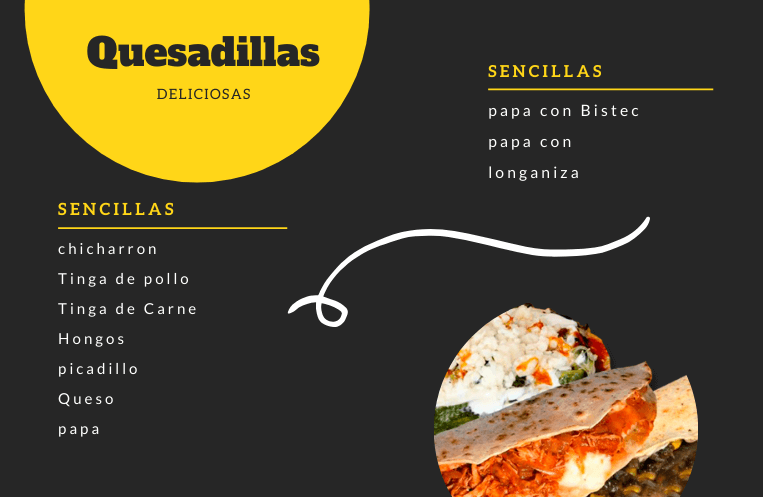 Quesadillas
DELICIOSAS
SENCILLAS
chicharron
Tinga de pollo
Tinga de Carne
Hongos
picadillo
Queso
papa
SENCILLAS
papa con Bistec
papa con
longaniza